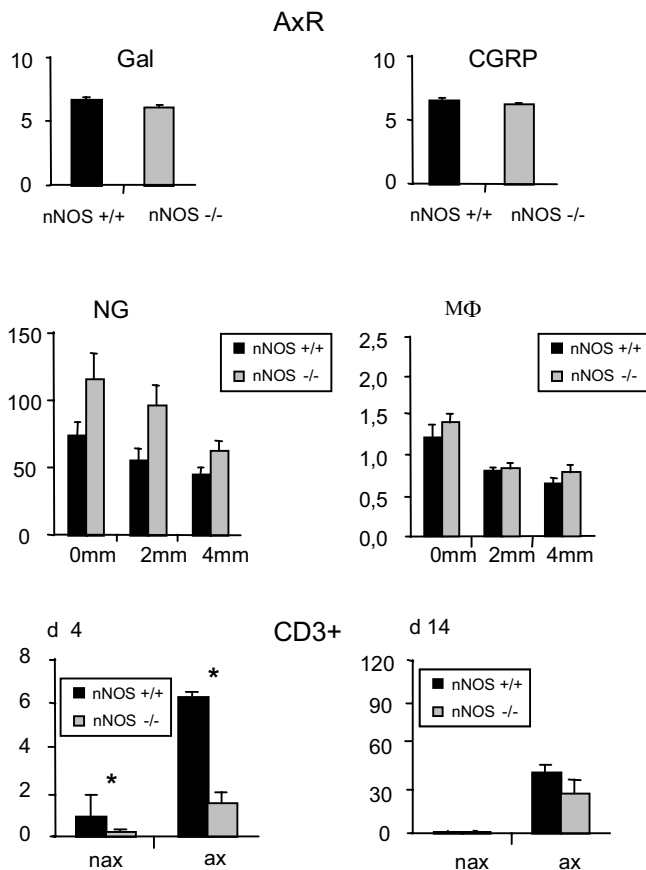 AxR
Gal
10
5
0
nNOS +/+ nNOS -/-
CGRP
10
5
0
nNOS +/+ nNOS -/-
NG
150
100
50
0
nNOS +/+
nNOS -/-
0mm 2mm 4mm
MΦ
2,5
2,0
1,5
1,0
0,5
0,0
nNOS +/+
nNOS -/-
0mm 2mm 4mm
CD3+
d 4
8
6
4
2
0
nNOS +/+
nNOS -/-
*
*
nax ax
d 14
120
90
60
30
0
nNOS +/+
nNOS -/-
nax ax